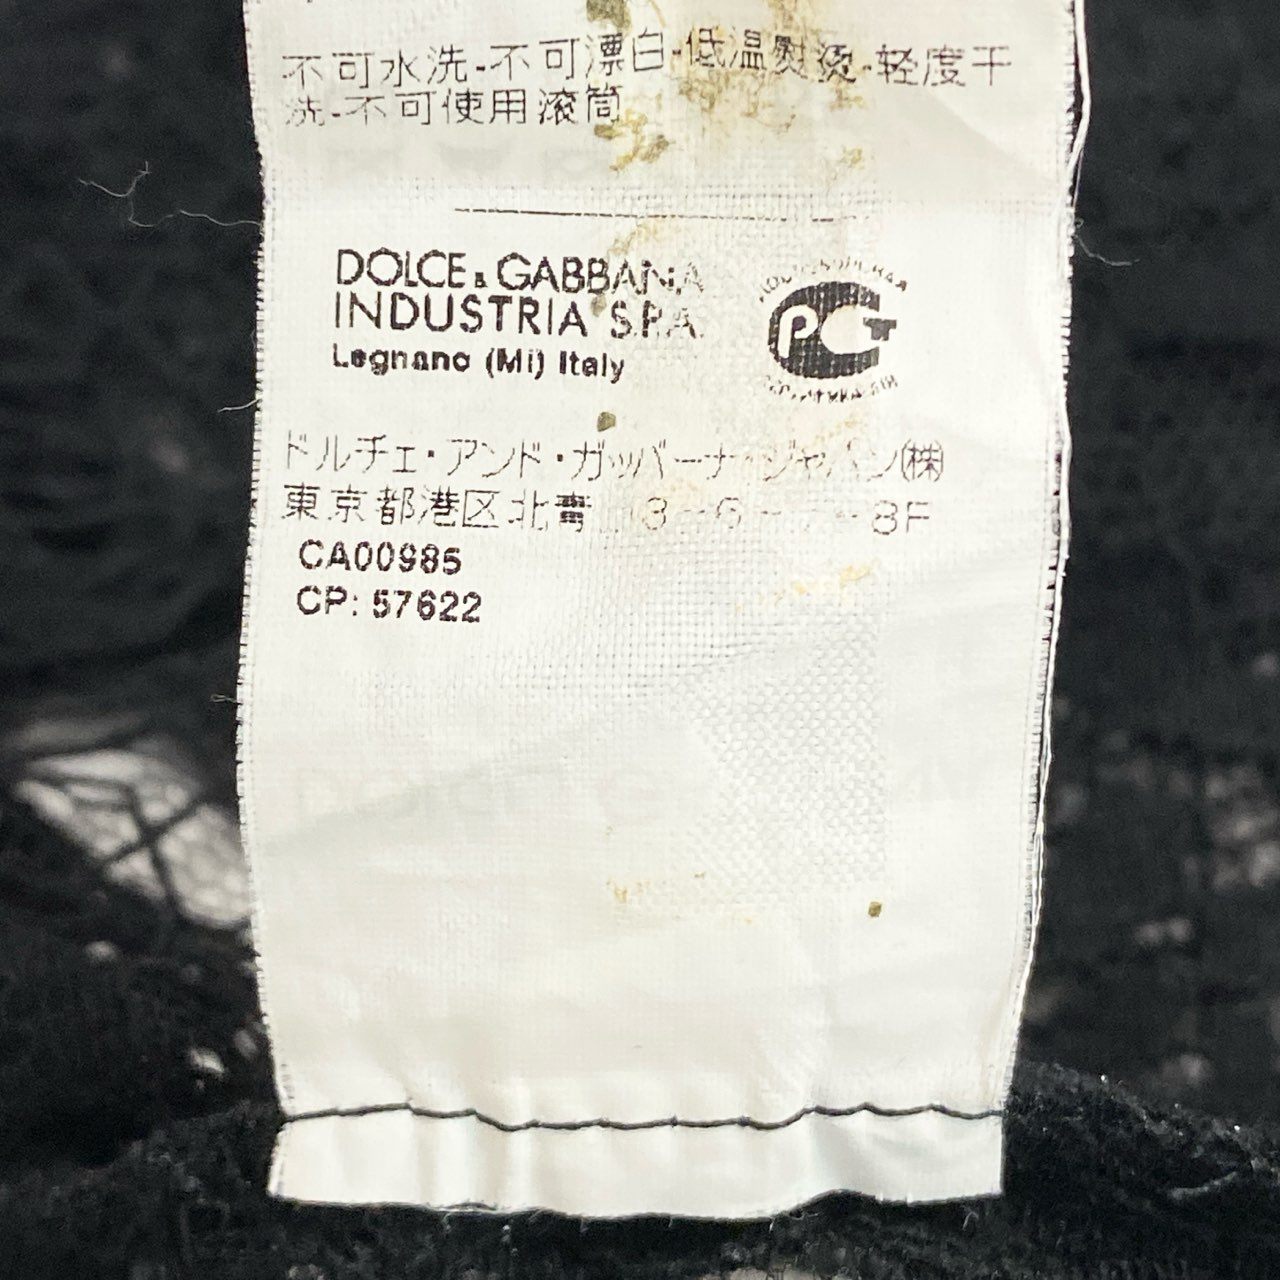 不可水洗-不可漂白-低温熨烫-轻度干
洗-不可使用滚筒
DOLCE & GABBANA
INDUSTRIA S.P.A.
Legnano (Mi) Italy
РСТ
ドルチェ・アンド・ガッバーナ ジャパン㈱
東京都港区北青 3-6- -8F
CA00985
CP: 57622